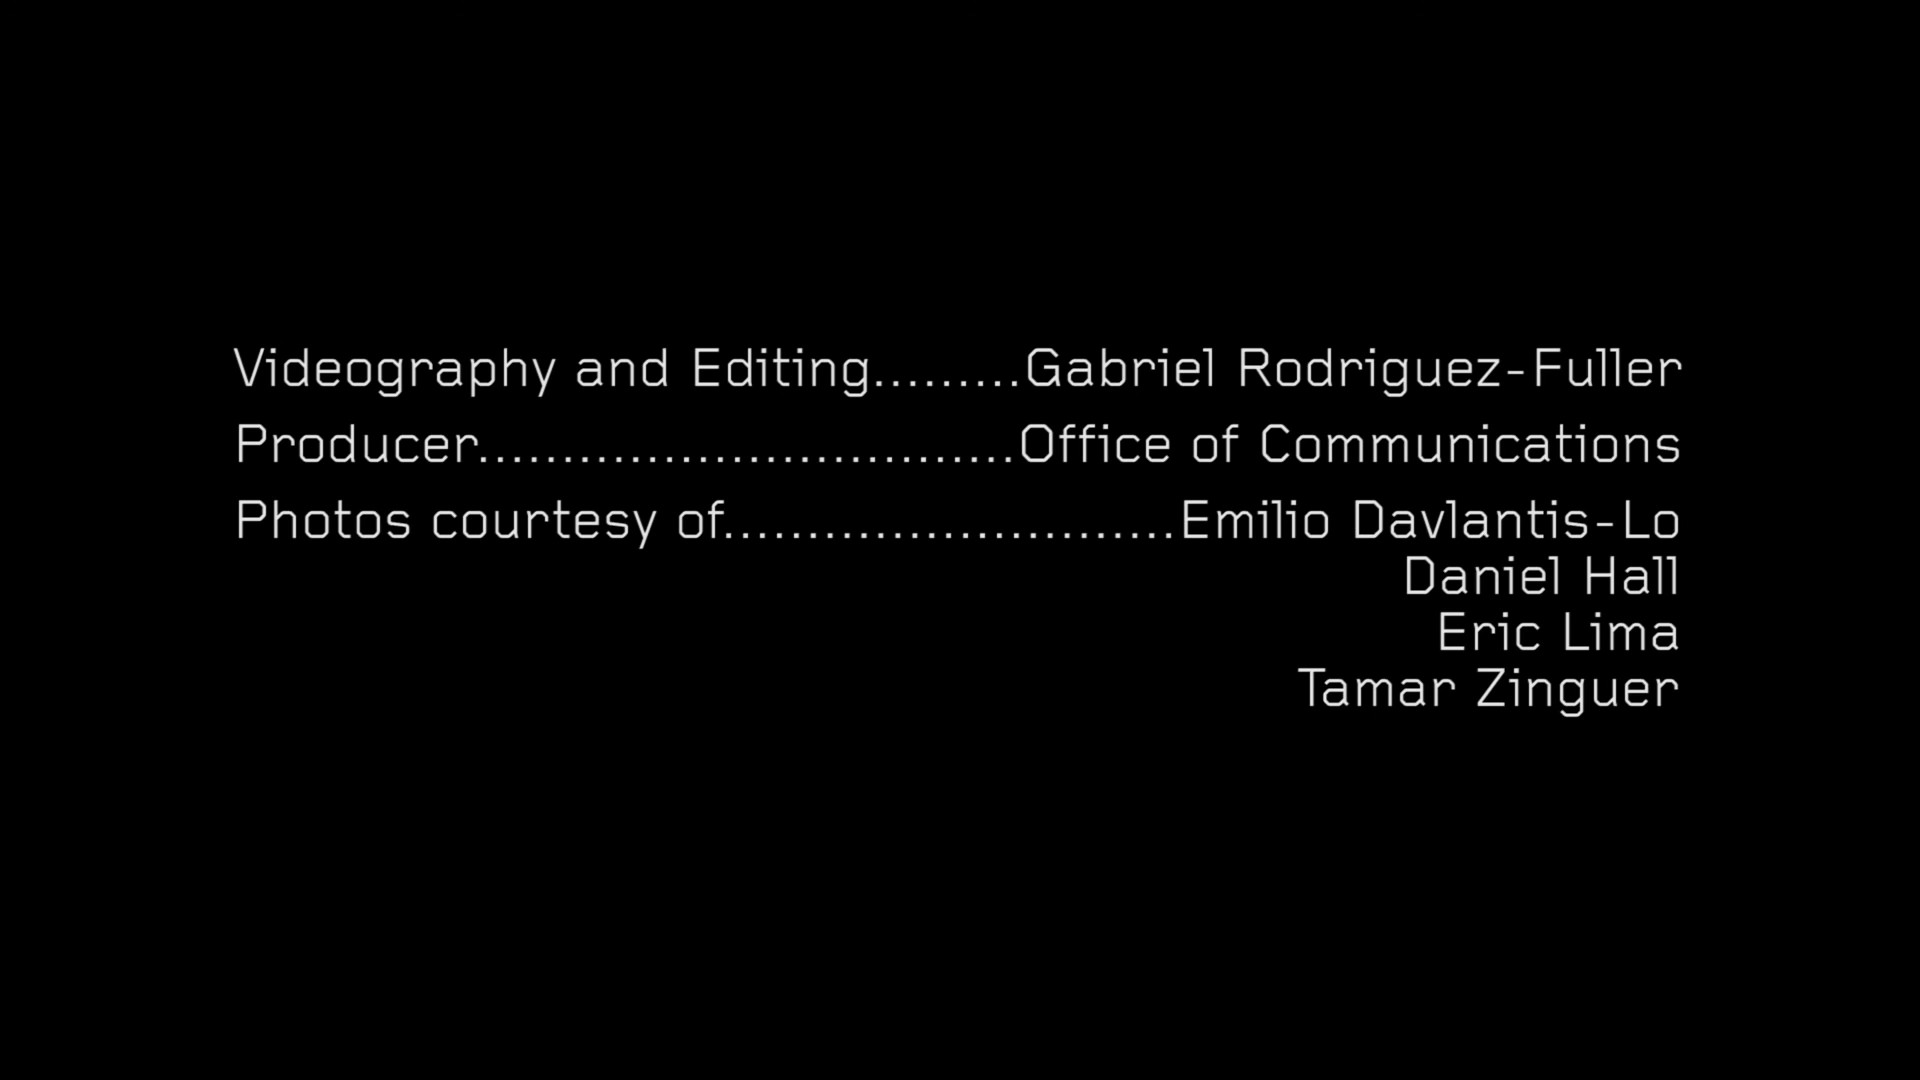 Videography and Editing.........Gabriel Rodriguez-Fuller
Producer................................Office of Communications
Photos courtesy of...........................Emilio Davlantis-Lo
Daniel Hall
Eric Lima
Tamar Zinguer